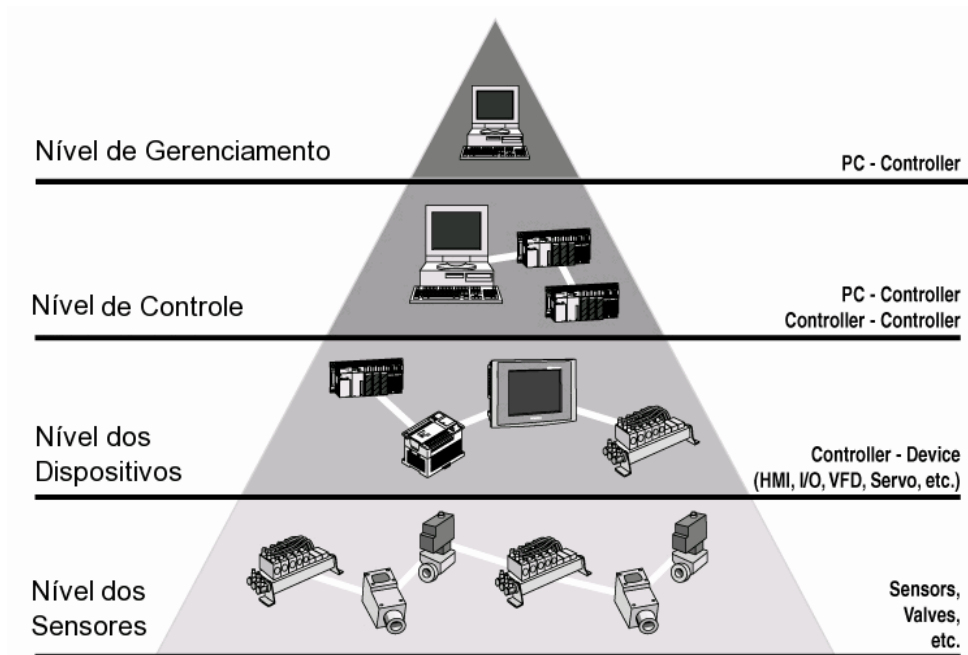 Nível de Gerenciamento
PC - Controller
Nível de Controle
PC - Controller
Controller - Controller
Nível dos
Dispositivos
Controller - Device
(HMI, I/O, VFD, Servo, etc.)
Nível dos
Sensores
Sensors,
Valves,
etc.